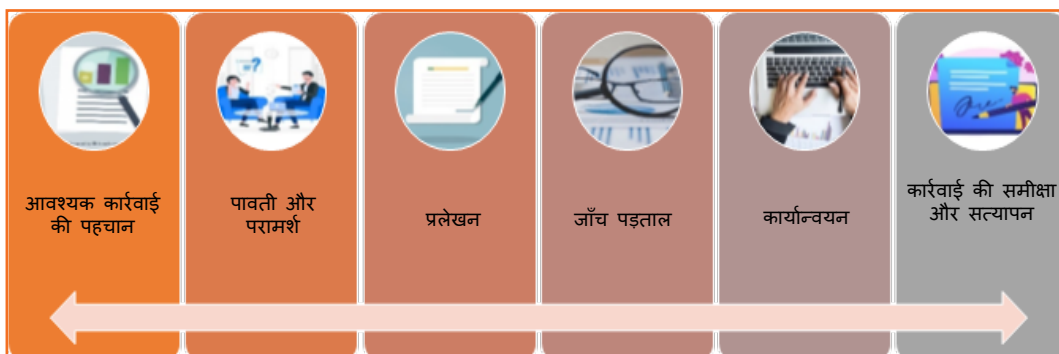 आवश्यक कार्रवाई
की पहचान
पावती और
परामर्श
प्रलेखन
जाँच पड़ताल
कार्यान्वयन
कार्रवाई की समीक्षा
और सत्यापन